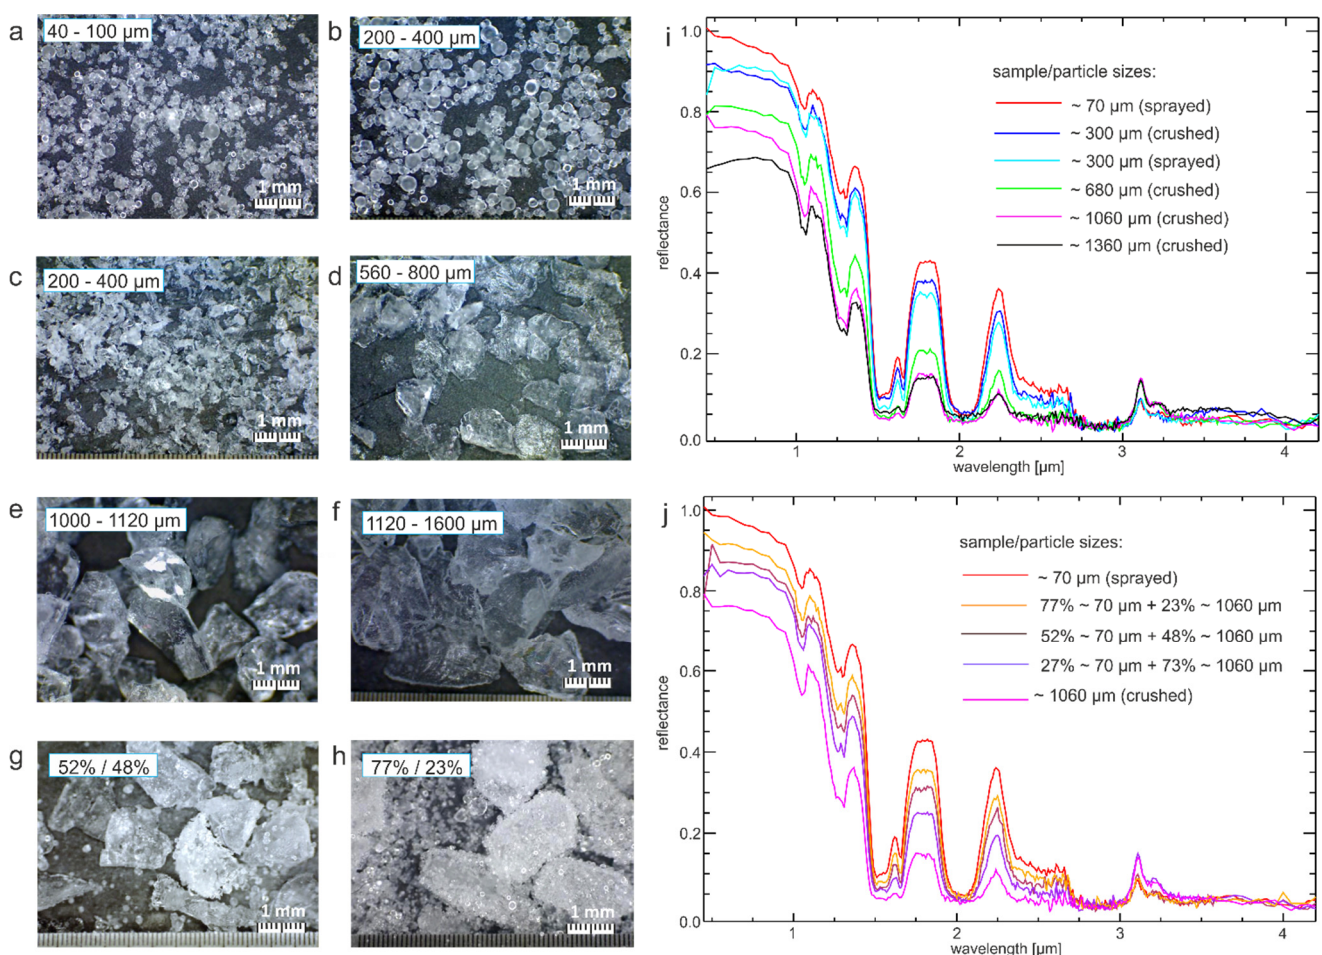 a
40 - 100 µm
1 mm
b
200 - 400 µm
1 mm
c
200 - 400 µm
1 mm
d
560 - 800 µm
1 mm
e
1000 - 1120 µm
1 mm
f
1120 - 1600 µm
1 mm
g
52% / 48%
1 mm
h
77% / 23%
1 mm
i
1.0
0.8
0.6
0.4
0.2
0.0
reflectance
sample/particle sizes:
~ 70 µm (sprayed)
~ 300 µm (crushed)
~ 300 µm (sprayed)
~ 680 µm (crushed)
~ 1060 µm (crushed)
~ 1360 µm (crushed)
1 2 3 4
wavelength [µm]
j
1.0
0.8
0.6
0.4
0.2
0.0
reflectance
sample/particle sizes:
~ 70 µm (sprayed)
77% ~ 70 µm + 23% ~ 1060 µm
52% ~ 70 µm + 48% ~ 1060 µm
27% ~ 70 µm + 73% ~ 1060 µm
~ 1060 µm (crushed)
1 2 3 4
wavelength [µm]